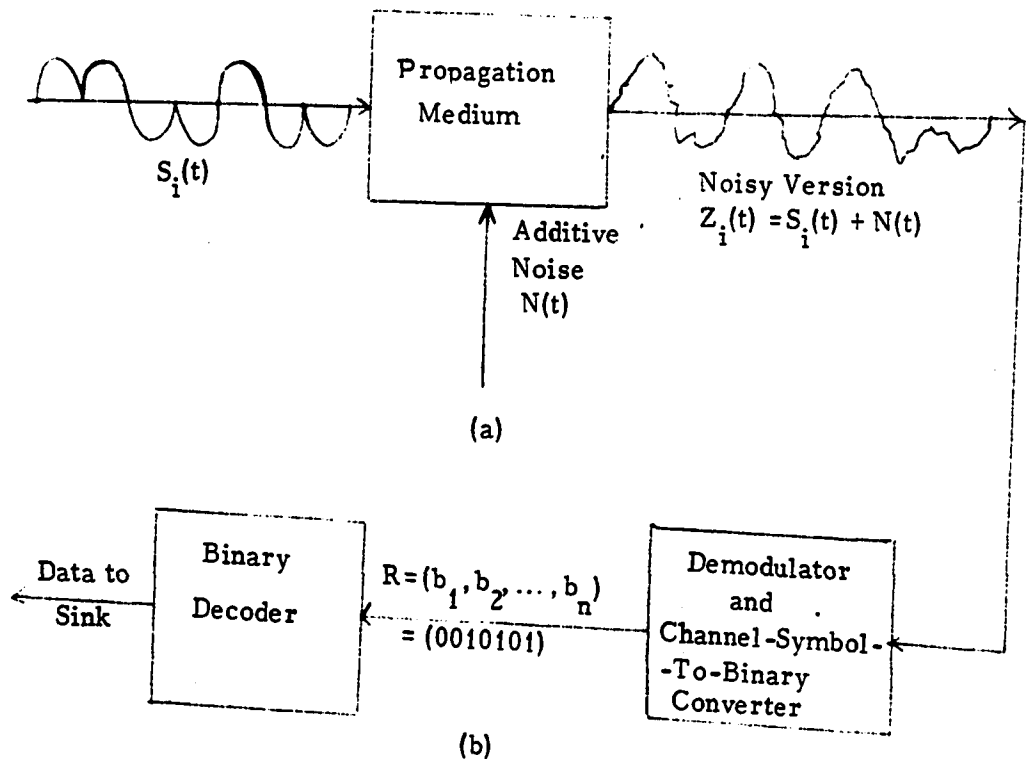 Propagation
Medium
S_i(t)
Noisy Version
Z_i(t) = S_i(t) + N(t)
Additive
Noise
N(t)
(a)
Data to
Sink
Binary
Decoder
R = (b_1, b_2, ..., b_n)
= (0010101)
Demodulator
and
Channel-Symbol-
-To-Binary
Converter
(b)